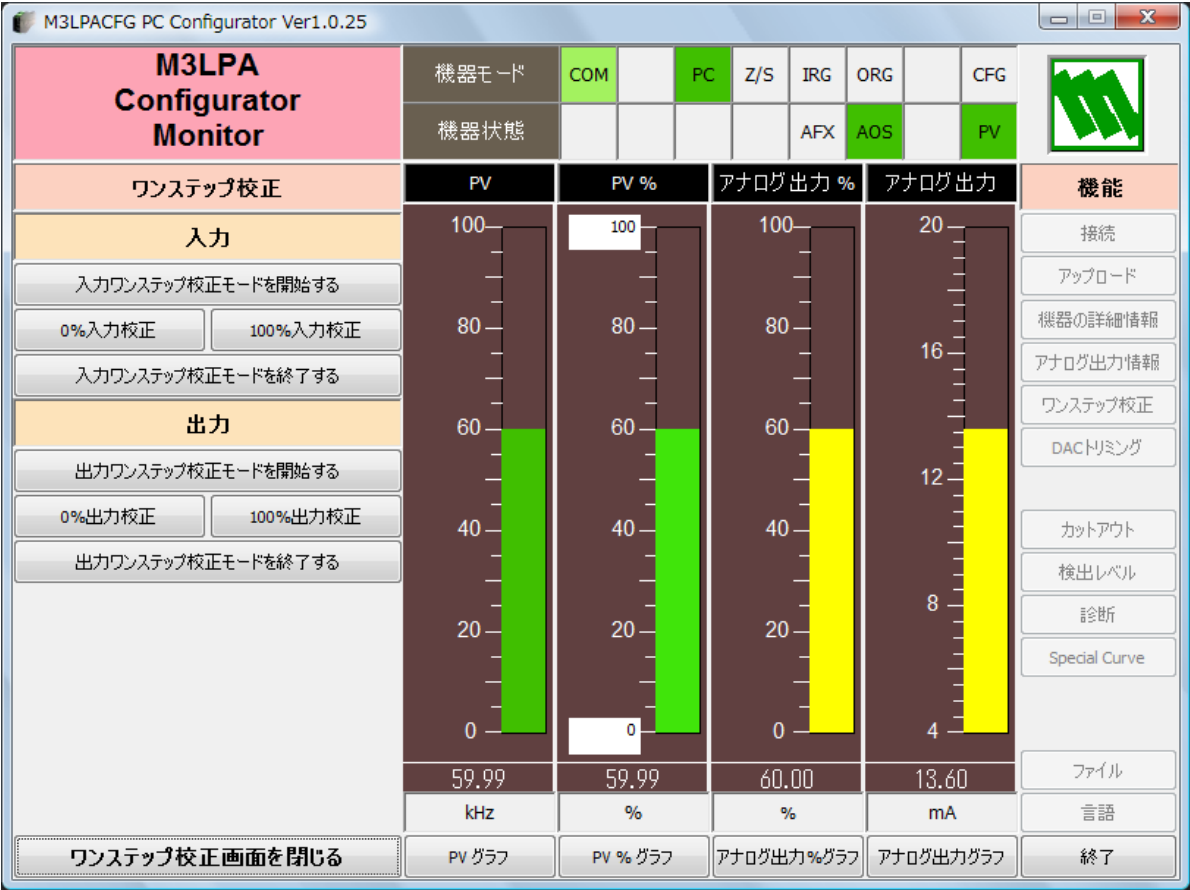 M3LPACFG PC Configurator Ver1.0.25
M3LPA
Configurator
Monitor
機器モード
COM PC Z/S IRG ORG CFG
機器状態
AFX AOS PV
ワンステップ校正
PV
PV %
アナログ出力 %
アナログ出力
機能
入力
入力ワンステップ校正モードを開始する
0%入力校正
100%入力校正
入力ワンステップ校正モードを終了する
出力
出力ワンステップ校正モードを開始する
0%出力校正
100%出力校正
出力ワンステップ校正モードを終了する
ワンステップ校正画面を閉じる
100
80
60
40
20
0
59.99
kHz
PV グラフ
100
80
60
40
20
0
59.99
%
PV % グラフ
100
80
60
40
20
0
60.00
%
アナログ出力%グラフ
20
16
12
8
4
13.60
mA
アナログ出力グラフ
接続
アップロード
機器の詳細情報
アナログ出力情報
ワンステップ校正
DACトリミング
カットアウト
検出レベル
診断
Special Curve
ファイル
言語
終了